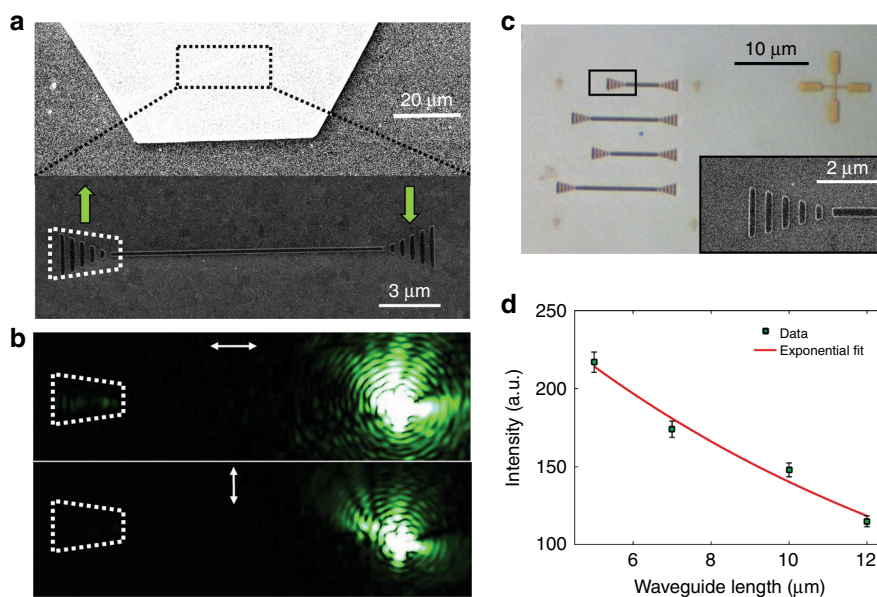 a
20 μm
3 μm
b
c
10 μm
2 μm
d
250
200
150
100
Intensity (a.u.)
Data
Exponential fit
6
8
10
12
Waveguide length (μm)